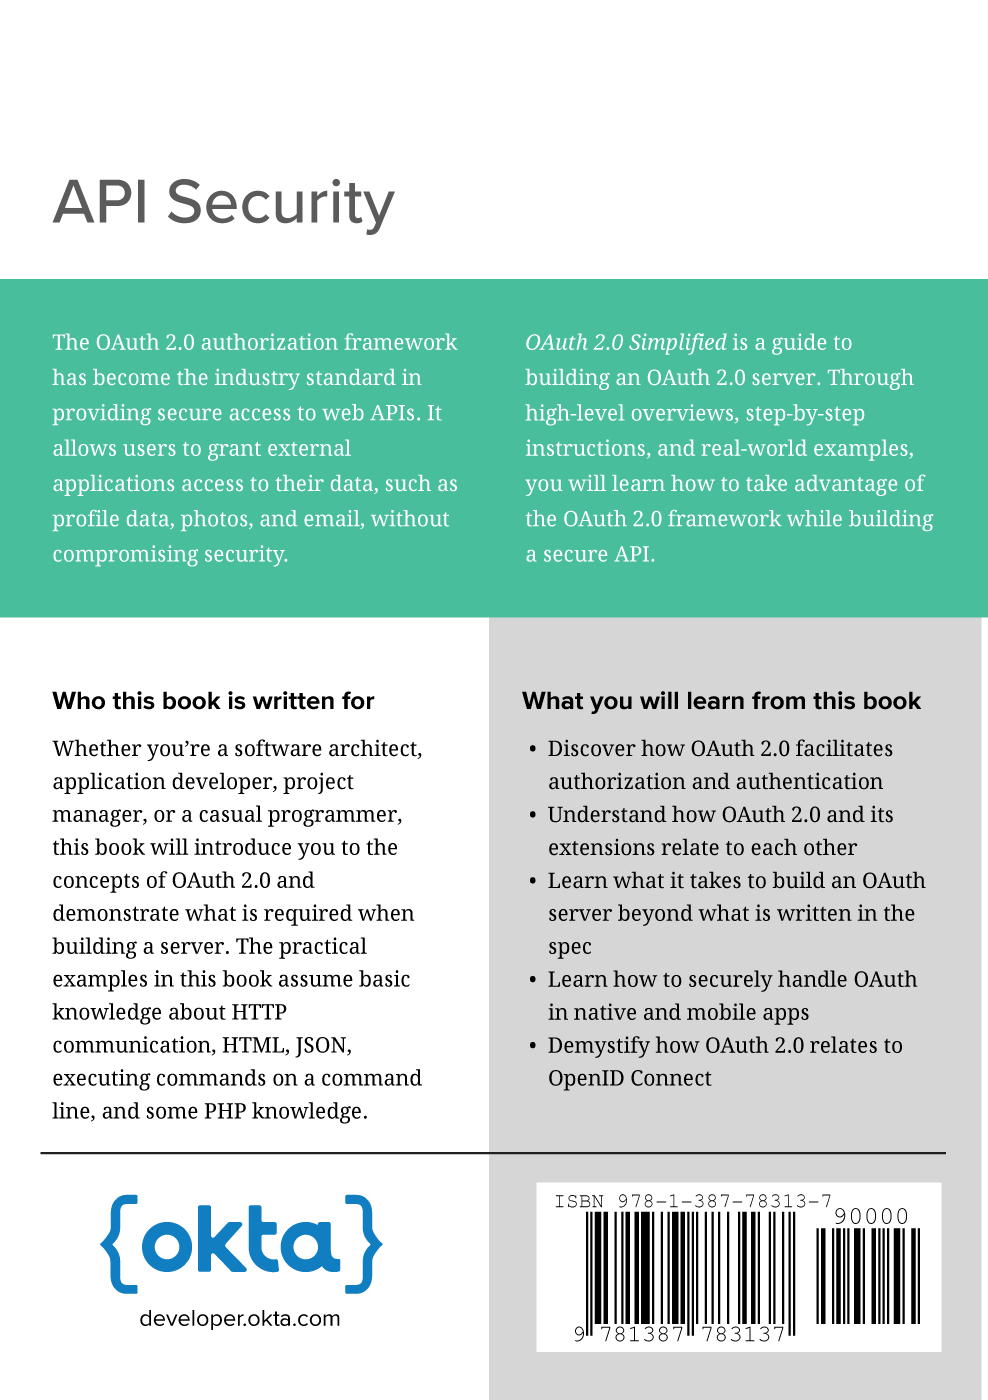 API Security
The OAuth 2.0 authorization framework
has become the industry standard in
providing secure access to web APIs. It
allows users to grant external
applications access to their data, such as
profile data, photos, and email, without
compromising security.
OAuth 2.0 Simplified is a guide to
building an OAuth 2.0 server. Through
high-level overviews, step-by-step
instructions, and real-world examples,
you will learn how to take advantage of
the OAuth 2.0 framework while building
a secure API.
Who this book is written for
Whether you’re a software architect,
application developer, project
manager, or a casual programmer,
this book will introduce you to the
concepts of OAuth 2.0 and
demonstrate what is required when
building a server. The practical
examples in this book assume basic
knowledge about HTTP
communication, HTML, JSON,
executing commands on a command
line, and some PHP knowledge.
What you will learn from this book
• Discover how OAuth 2.0 facilitates
authorization and authentication
• Understand how OAuth 2.0 and its
extensions relate to each other
• Learn what it takes to build an OAuth
server beyond what is written in the
spec
• Learn how to securely handle OAuth
in native and mobile apps
• Demystify how OAuth 2.0 relates to
OpenID Connect
{okta}
developer.okta.com
ISBN 978-1-387-78313-7
90000
9 781387 783137